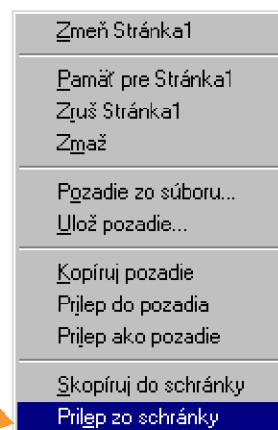 Zmeň Stránka1
Pamäť pre Stránka1
Zruš Stránka1
Zmaž
Pozadie zo súboru...
Ulož pozadie...
Kopíruj pozadie
Prilep do pozadia
Prilep ako pozadie
Skopíruj do schránky
Prilep zo schránky